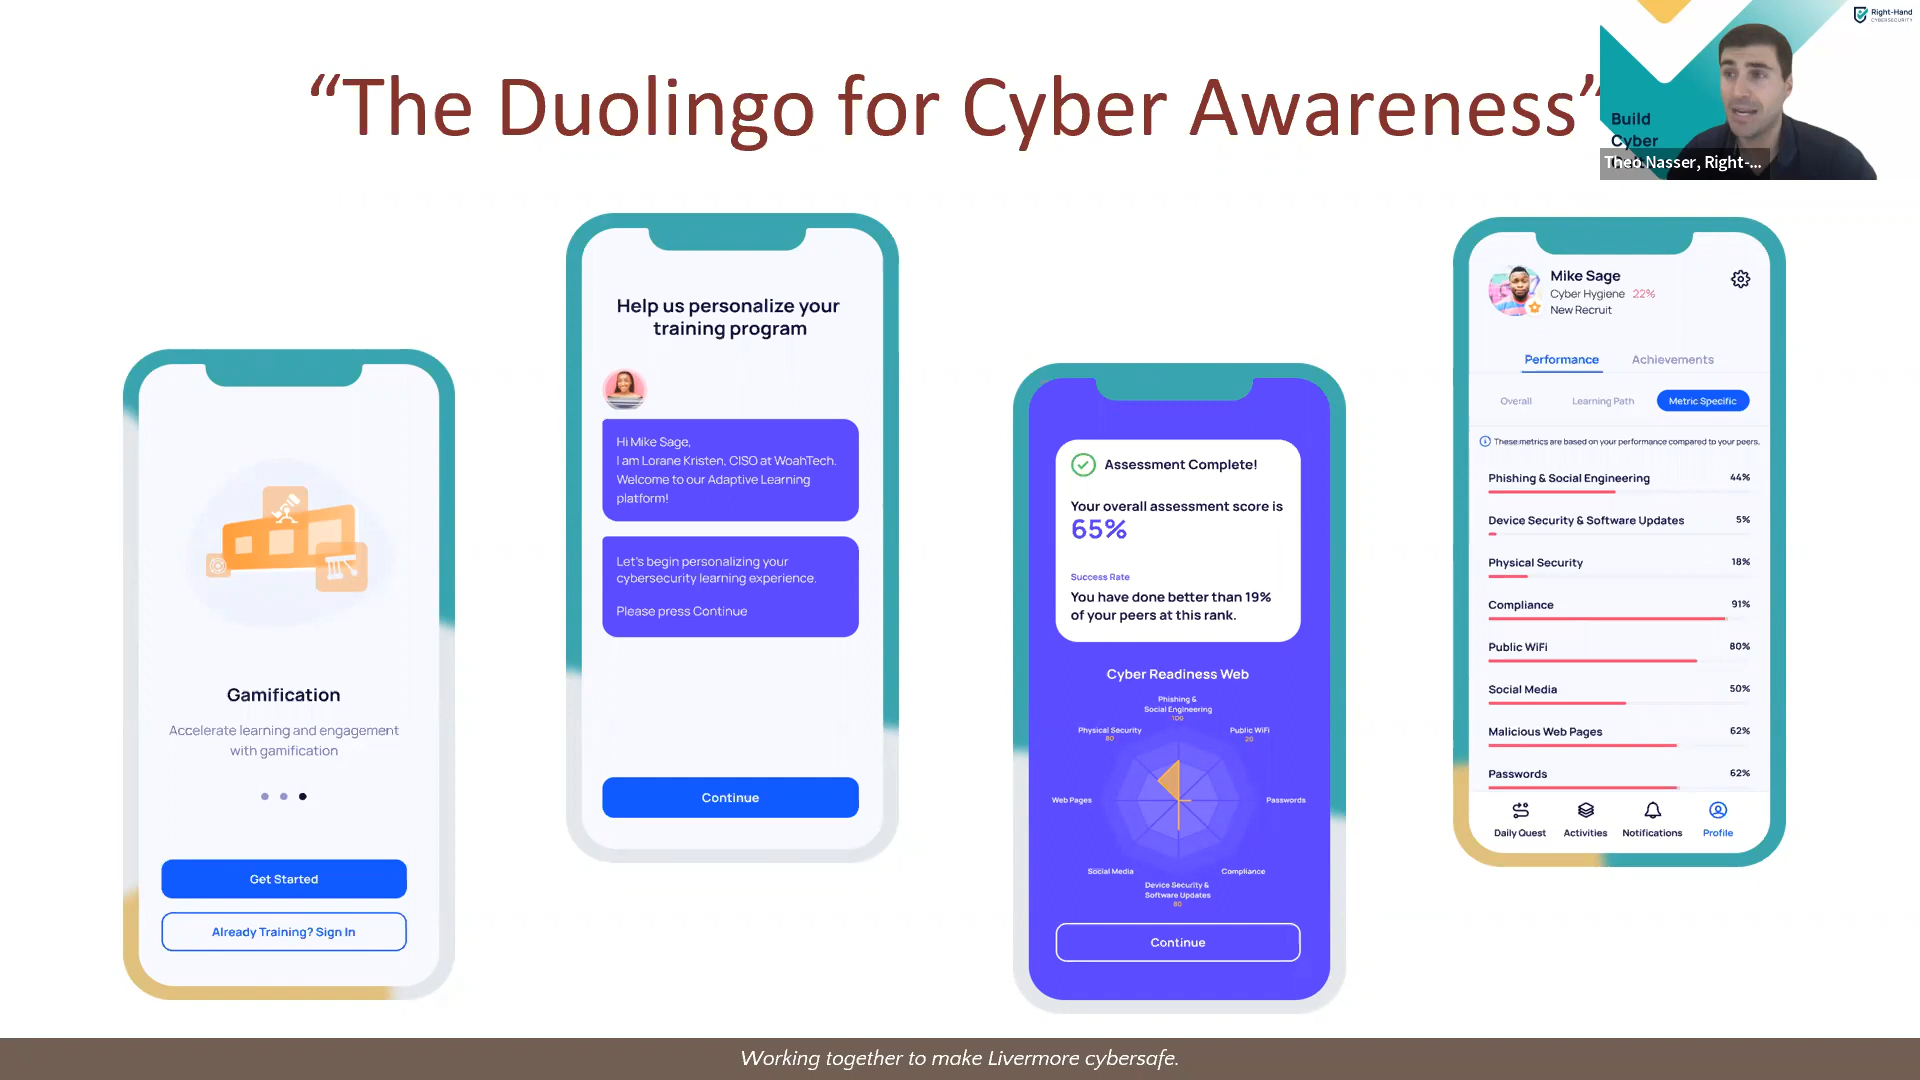 Right-Hand
CYBERSECURITY
“The Duolingo for Cyber Awareness”
Build
Cyber
Theo Nasser, Right-...
Gamification
Accelerate learning and engagement
with gamification
Get Started
Already Training? Sign In
Help us personalize your
training program
Hi Mike Sage,
I am Lorane Kristen, CISO at WoahTech.
Welcome to our Adaptive Learning
platform!
Let's begin personalizing your
cybersecurity learning experience.
Please press Continue
Continue
Assessment Complete!
Your overall assessment score is
65%
Success Rate
You have done better than 19%
of your peers at this rank.
Cyber Readiness Web
Phishing &
Social Engineering
100
Physical Security
80
Public WiFi
20
Web Pages
Passwords
Social Media
Compliance
Device Security &
Software Updates
80
Continue
Mike Sage
Cyber Hygiene 22%
New Recruit
Performance Achievements
Overall Learning Path Metric Specific
These metrics are based on your performance compared to your peers.
Phishing & Social Engineering 44%
Device Security & Software Updates 5%
Physical Security 18%
Compliance 91%
Public WiFi 80%
Social Media 50%
Malicious Web Pages 62%
Passwords 62%
Daily Quest Activities Notifications Profile
Working together to make Livermore cybersafe.